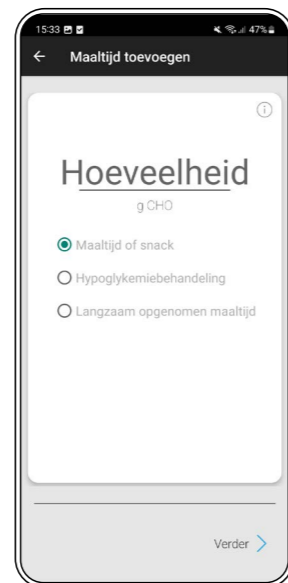 15:33 47%
← Maaltijd toevoegen
Hoeveelheid
g CHO
Maaltijd of snack
Hypoglykemiebehandeling
Langzaam opgenomen maaltijd
Verder >